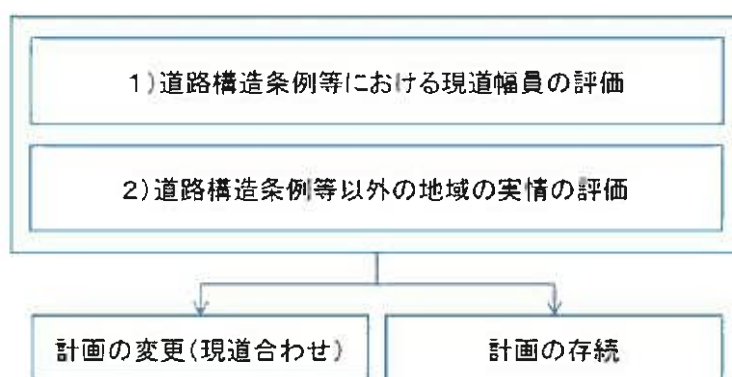 1)道路構造条例等における現道幅員の評価
2)道路構造条例等以外の地域の実情の評価
計画の変更(現道合わせ)
計画の存続